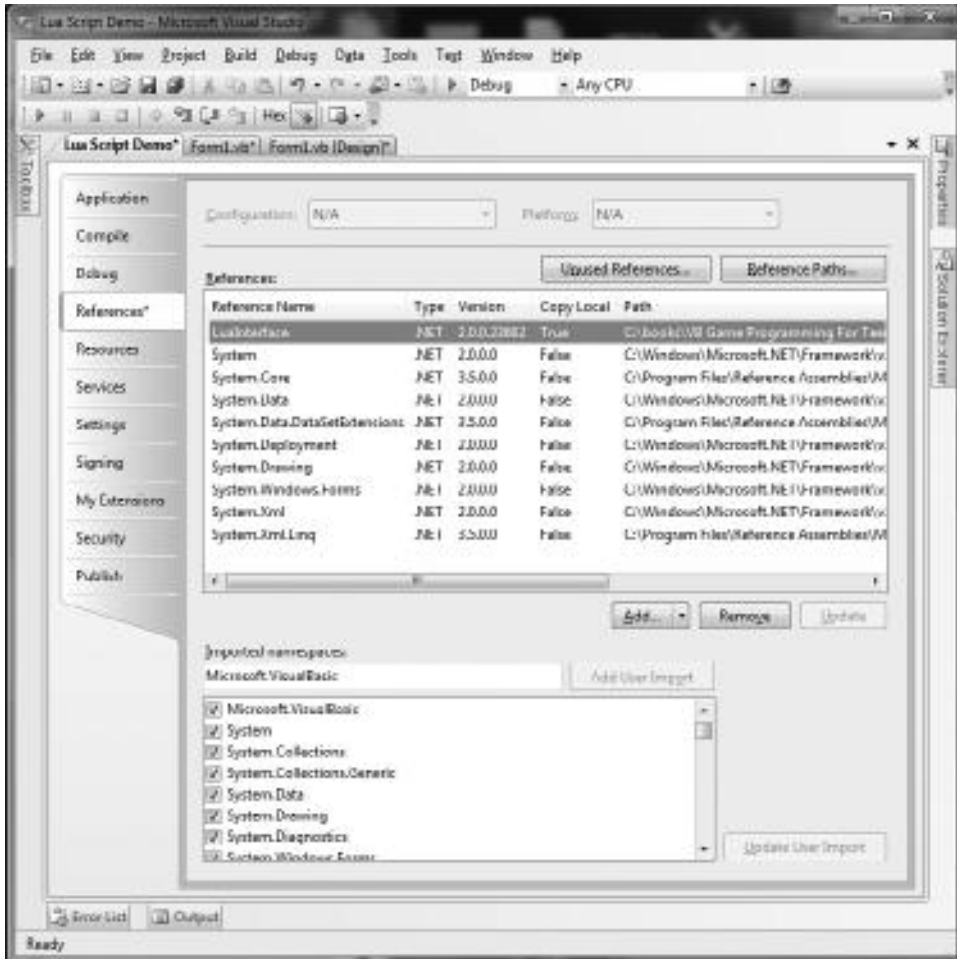 Lua Script Demo - Microsoft Visual Studio
File Edit View Project Build Debug Data Tools Test Window Help
Debug Any CPU
Hex
Lua Script Demo* Form1.vb* Form1.vb [Design]*
Toolbox
Properties
Solution Explorer
Application
Compile
Debug
References*
Resources
Services
Settings
Signing
My Extensions
Security
Publish
Configuration: N/A Platform: N/A
Unused References... Reference Paths...
References:
Reference Name Type Version Copy Local Path
LuaInterface .NET True C:\books\VB Game Programming For Tee
System .NET 2.0.0.0 False C:\Windows\Microsoft.NET\Framework\v
System.Core .NET 3.5.0.0 False C:\Program Files\Reference Assemblies\M
System.Data .NET 2.0.0.0 False C:\Windows\Microsoft.NET\Framework\v
System.Data.DataSetExtensions .NET 3.5.0.0 False C:\Program Files\Reference Assemblies\M
System.Deployment .NET 2.0.0.0 False C:\Windows\Microsoft.NET\Framework\v
System.Drawing .NET 2.0.0.0 False C:\Windows\Microsoft.NET\Framework\v
System.Windows.Forms .NET 2.0.0.0 False C:\Windows\Microsoft.NET\Framework\v
System.Xml .NET 2.0.0.0 False C:\Windows\Microsoft.NET\Framework\v
System.Xml.Linq .NET 3.5.0.0 False C:\Program Files\Reference Assemblies\M
Add... Remove Update
Imported namespaces:
Microsoft.VisualBasic Add User Import
Microsoft.VisualBasic
System
System.Collections
System.Collections.Generic
System.Data
System.Drawing
System.Diagnostics
System.Windows.Forms
Update User Import
Error List Output
Ready